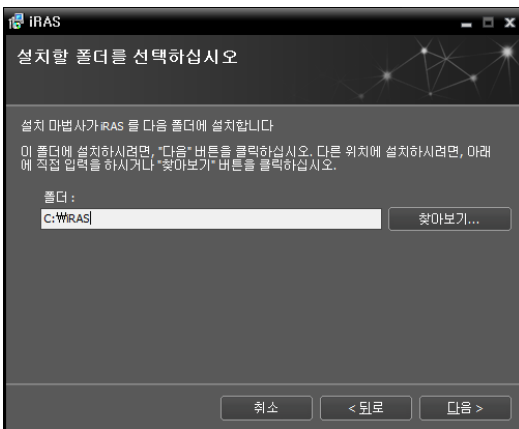 iRAS
설치할 폴더를 선택하십시오
설치 마법사가 iRAS 를 다음 폴더에 설치합니다
이 폴더에 설치하시려면, "다음" 버튼을 클릭하십시오. 다른 위치에 설치하시려면, 아래
에 직접 입력을 하시거나 "찾아보기" 버튼을 클릭하십시오.
폴더 :
C:₩iRAS
찾아보기...
취소
< 뒤로
다음 >